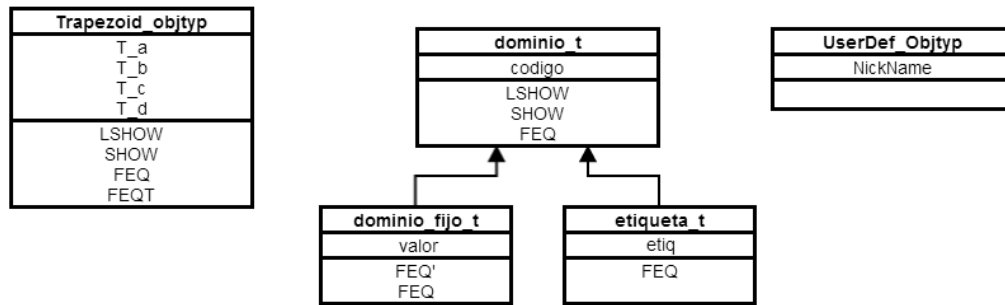 Trapezoid_objtyp
T_a
T_b
T_c
T_d
LSHOW
SHOW
FEQ
FEQT
dominio_t
codigo
LSHOW
SHOW
FEQ
UserDef_Objtyp
NickName
dominio_fijo_t
valor
FEQ'
FEQ
etiqueta_t
etiq
FEQ